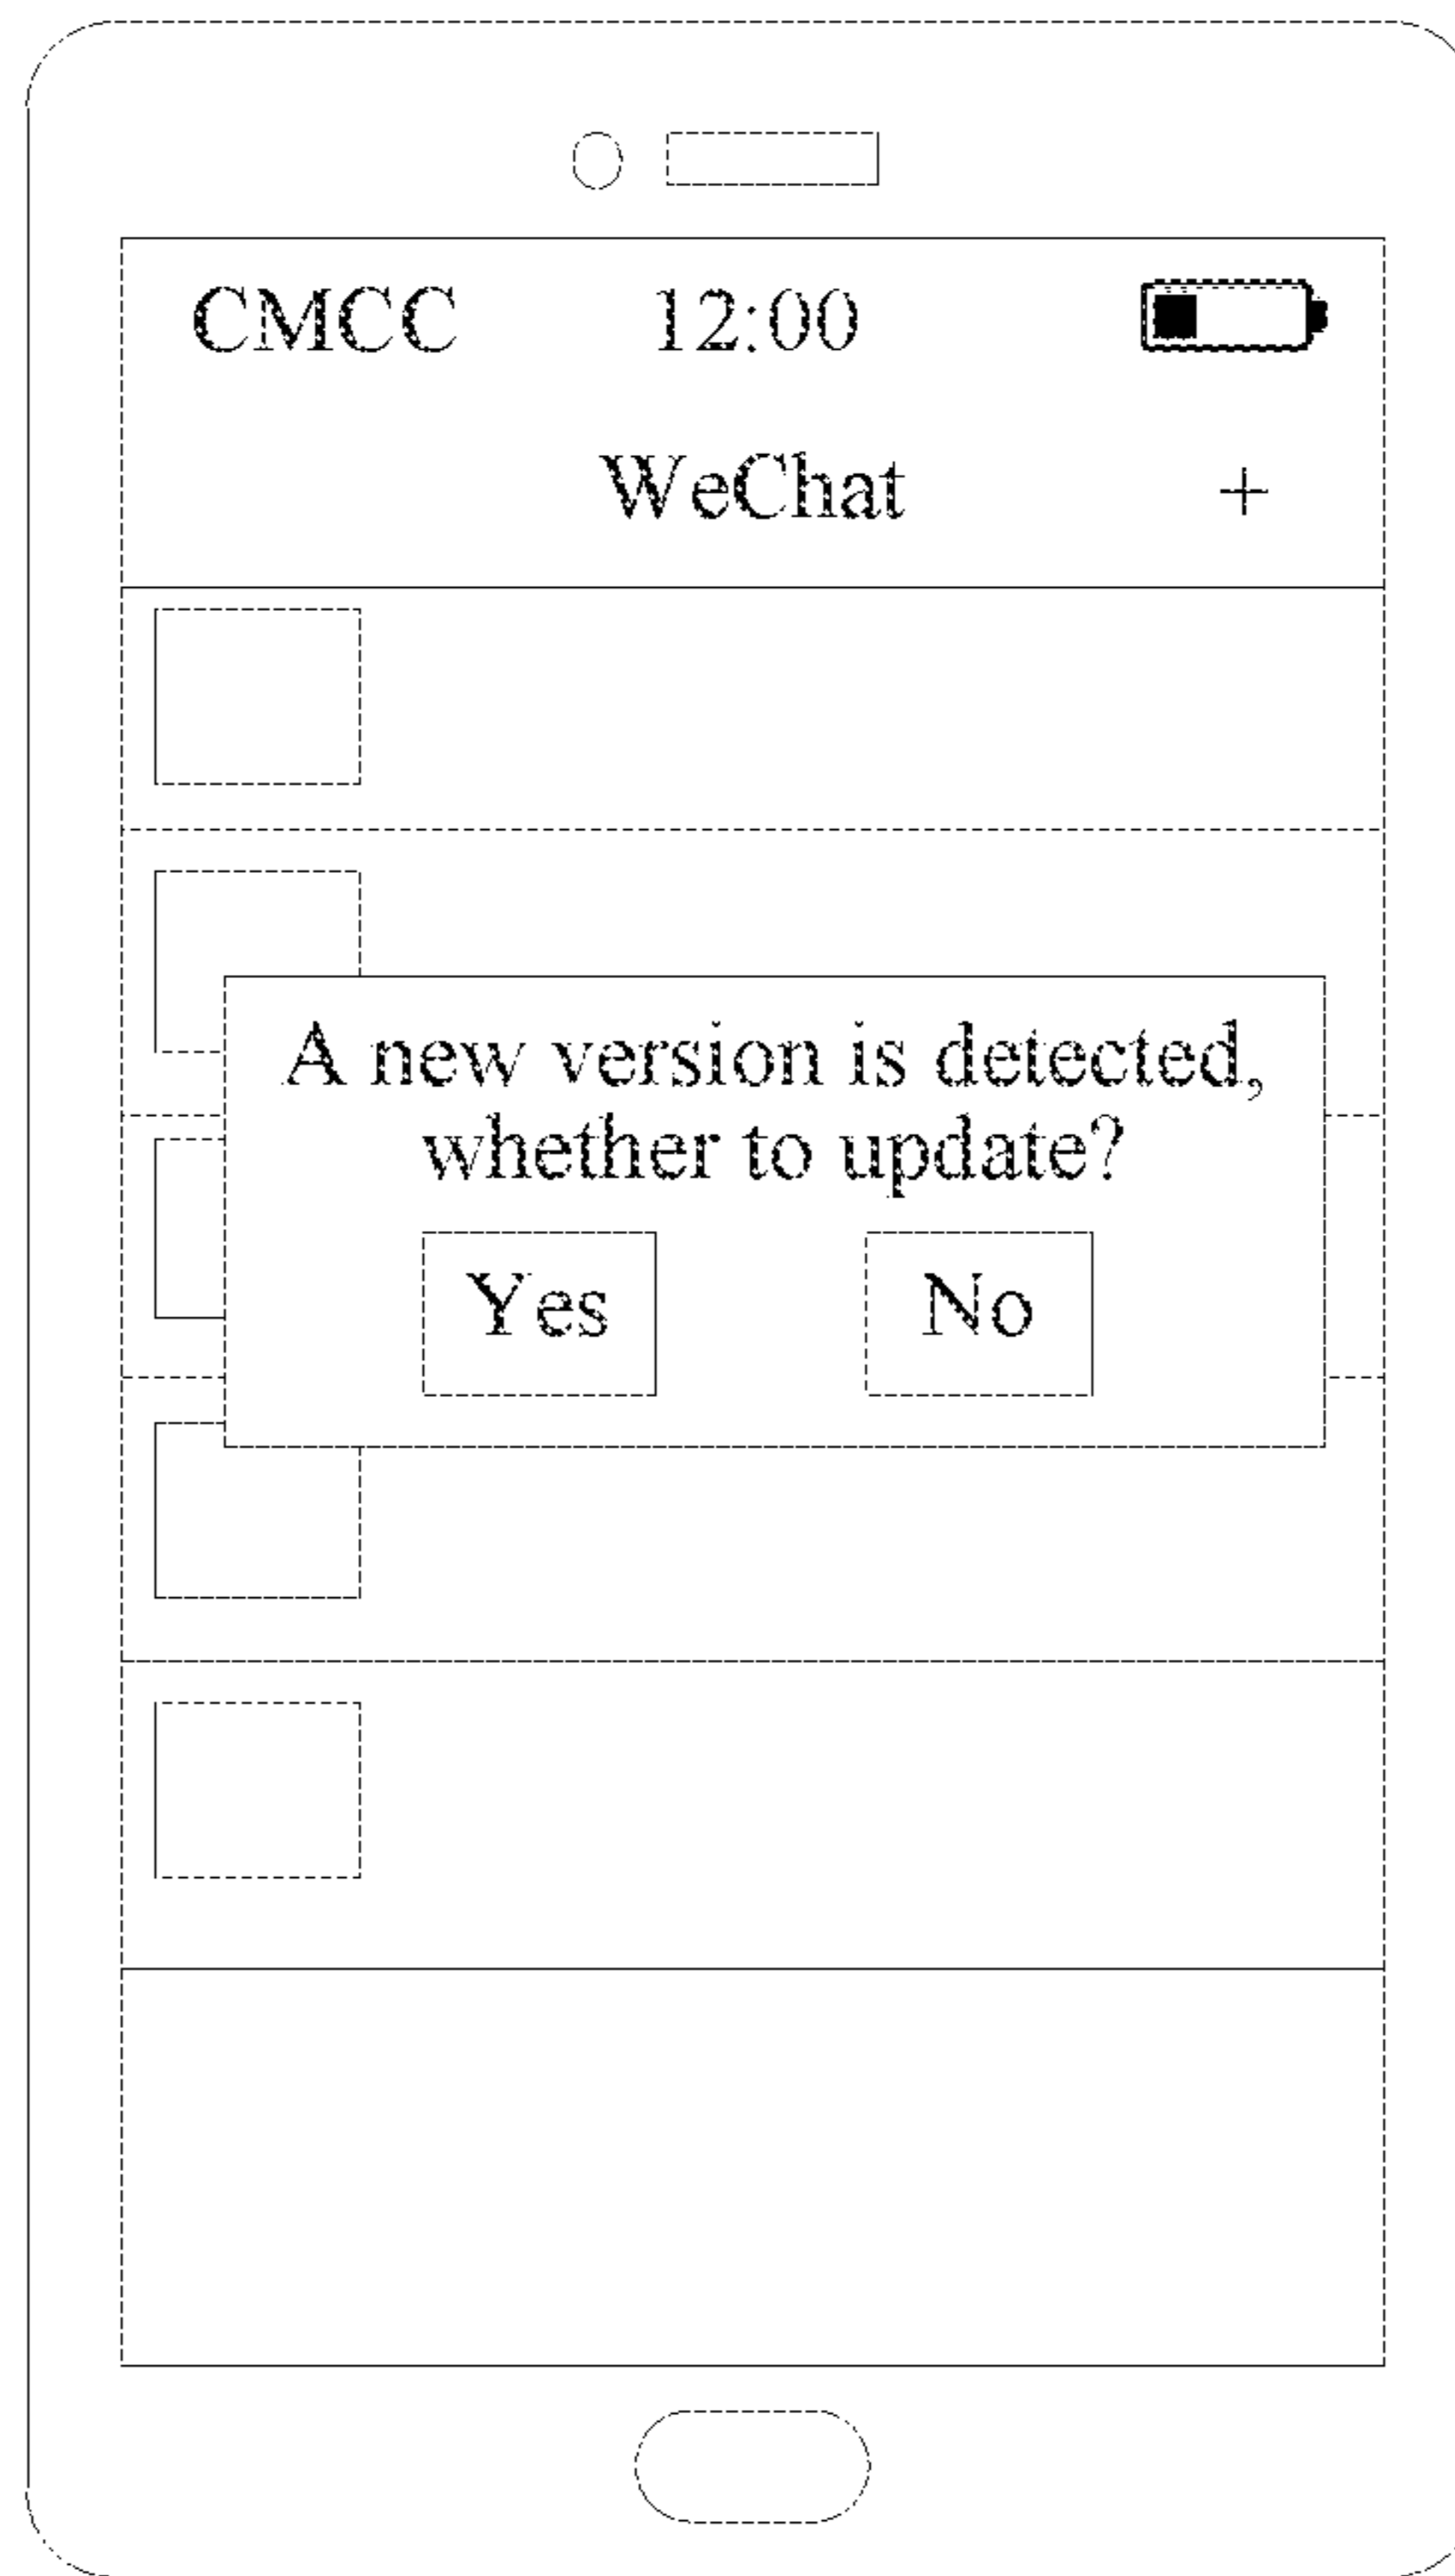 CMCC 12:00
WeChat +
A new version is detected,
whether to update?
Yes No